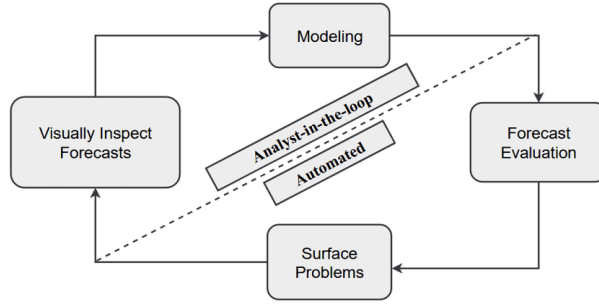 Modeling
Analyst-in-the-loop
Automated
Visually Inspect
Forecasts
Forecast
Evaluation
Surface
Problems